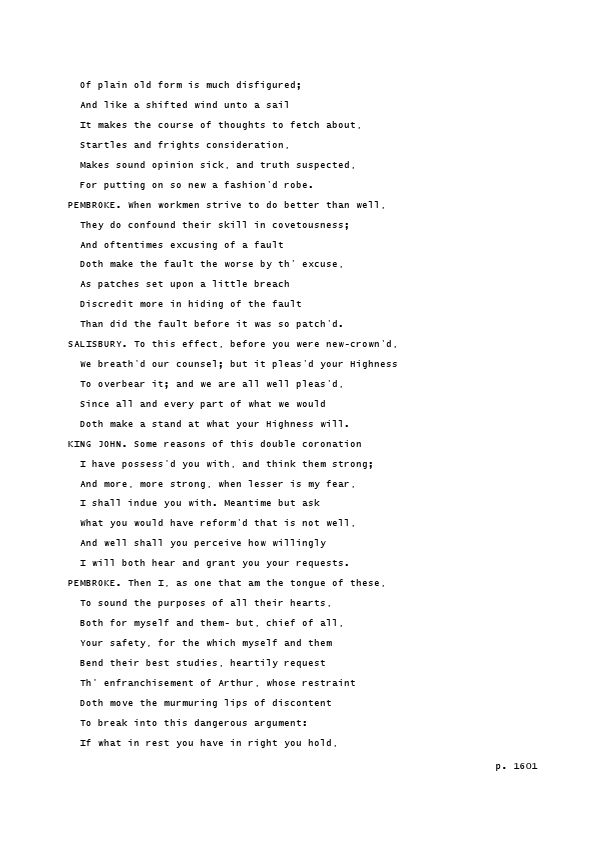 Of plain old form is much disfigured;
And like a shifted wind unto a sail
It makes the course of thoughts to fetch about,
Startles and frights consideration,
Makes sound opinion sick, and truth suspected,
For putting on so new a fashion'd robe.
PEMBROKE. When workmen strive to do better than well,
They do confound their skill in covetousness;
And oftentimes excusing of a fault
Doth make the fault the worse by th' excuse,
As patches set upon a little breach
Discredit more in hiding of the fault
Than did the fault before it was so patch'd.
SALISBURY. To this effect, before you were new-crown'd,
We breath'd our counsel; but it pleas'd your Highness
To overbear it; and we are all well pleas'd,
Since all and every part of what we would
Doth make a stand at what your Highness will.
KING JOHN. Some reasons of this double coronation
I have possess'd you with, and think them strong;
And more, more strong, when lesser is my fear,
I shall indue you with. Meantime but ask
What you would have reform'd that is not well,
And well shall you perceive how willingly
I will both hear and grant you your requests.
PEMBROKE. Then I, as one that am the tongue of these,
To sound the purposes of all their hearts,
Both for myself and them- but, chief of all,
Your safety, for the which myself and them
Bend their best studies, heartily request
Th' enfranchisement of Arthur, whose restraint
Doth move the murmuring lips of discontent
To break into this dangerous argument:
If what in rest you have in right you hold,
p. 1601